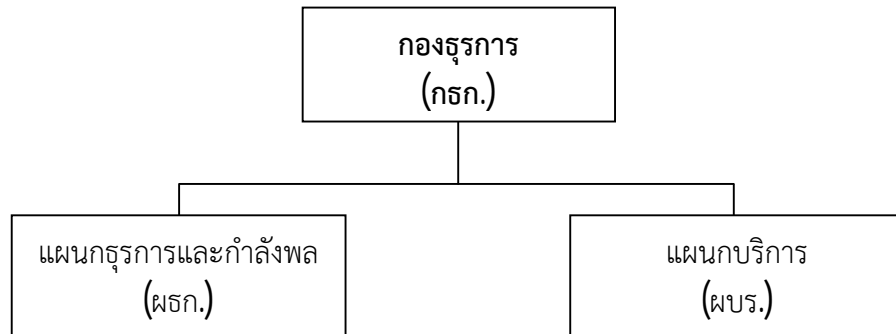 กองธุรการ
(กธก.)
แผนกธุรการและกำลังพล
(ผธก.)
แผนกบริการ
(ผบร.)